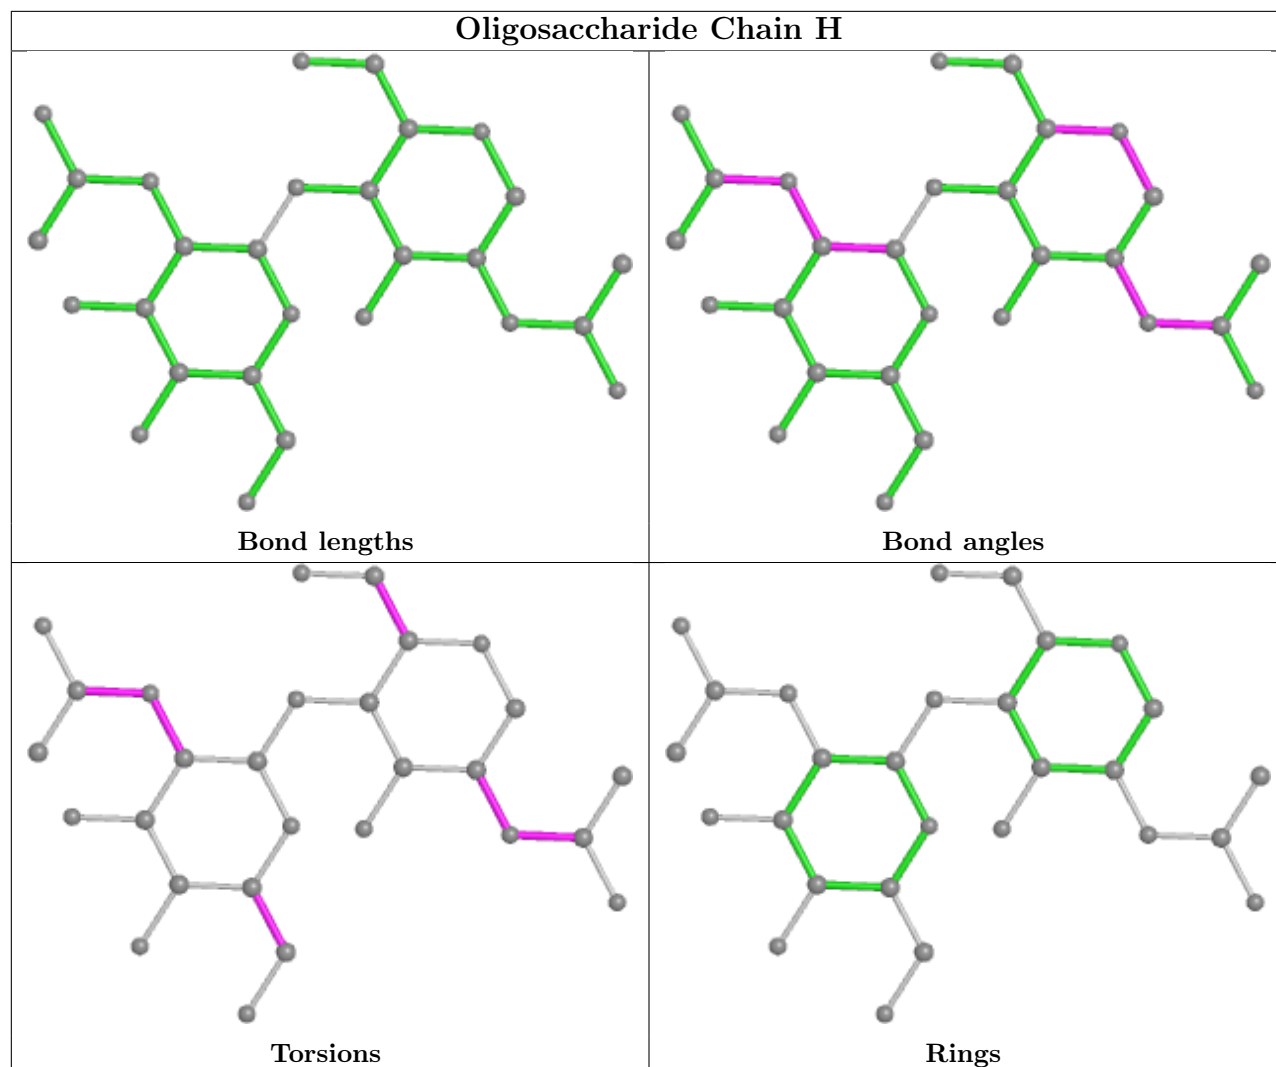 Oligosaccharide Chain H
Bond lengths
Bond angles
Torsions
Rings